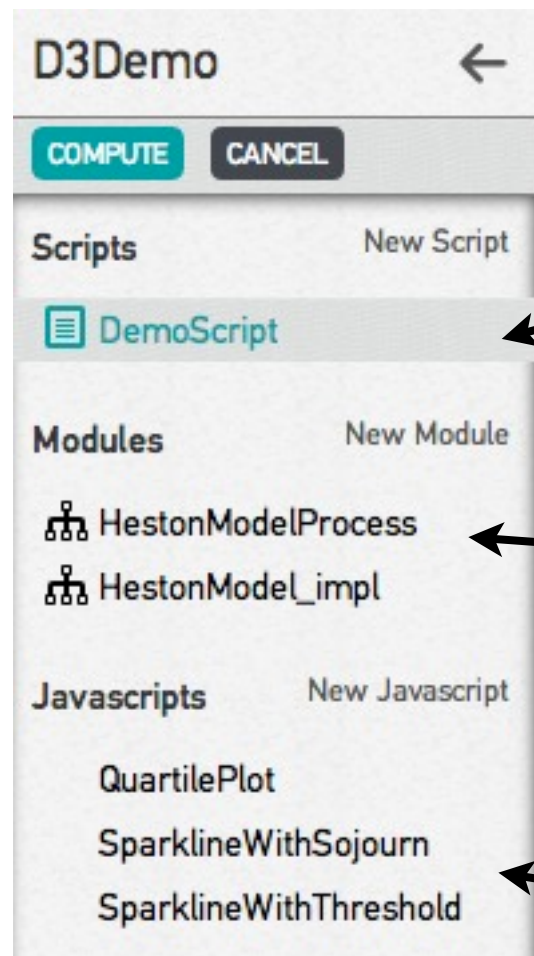 D3Demo
COMPUTE CANCEL
Scripts New Script
DemoScript
Modules New Module
HestonModelProcess
HestonModel_impl
Javascripts New Javascript
QuartilePlot
SparklineWithSojourn
SparklineWithThreshold